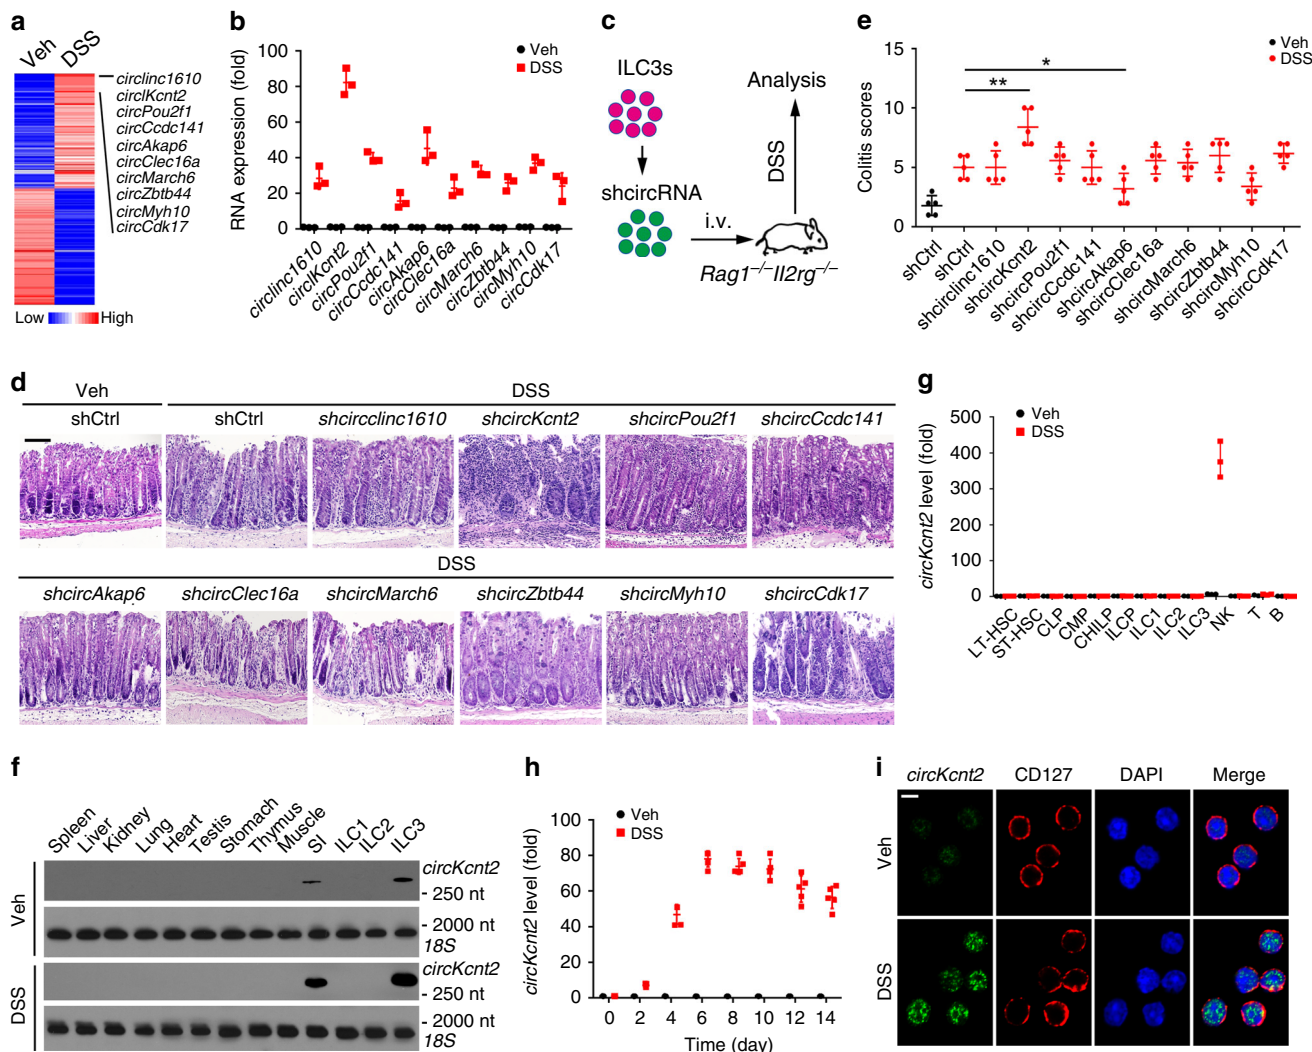 a
Veh DSS
circlinc1610
circlKcnt2
circPou2f1
circCcdc141
circAkap6
circClec16a
circMarch6
circZbtb44
circMyh10
circCdk17
Low High
b
Veh
DSS
RNA expression (fold)
100
80
60
40
20
0
circlinc1610
circlKcnt2
circPou2f1
circCcdc141
circAkap6
circClec16a
circMarch6
circZbtb44
circMyh10
circCdk17
c
ILC3s
shcircRNA
i.v.
Analysis
DSS
Rag1–/–Il2rg–/–
e
Veh
DSS
Colitis scores
15
10
5
0
*
**
shCtrl
shCtrl
shcirclinc1610
shcircKcnt2
shcircPou2f1
shcircCcdc141
shcircAkap6
shcircClec16a
shcircMarch6
shcircZbtb44
shcircMyh10
shcircCdk17
d
Veh DSS
shCtrl shCtrl shcircclinc1610 shcircKcnt2 shcircPou2f1 shcircCcdc141
DSS
shcircAkap6 shcircClec16a shcircMarch6 shcircZbtb44 shcircMyh10 shcircCdk17
g
Veh
DSS
circKcnt2 level (fold)
500
400
300
200
100
0
LT-HSC
ST-HSC
CLP
CMP
CHILP
ILCP
ILC1
ILC2
ILC3
NK
T
B
f
Spleen
Liver
Kidney
Lung
Heart
Testis
Stomach
Thymus
Muscle
SI
ILC1
ILC2
ILC3
Veh
circKcnt2
- 250 nt
- 2000 nt
18S
DSS
circKcnt2
- 250 nt
- 2000 nt
18S
h
Veh
DSS
circKcnt2 level (fold)
100
80
60
40
20
0
0 2 4 6 8 10 12 14
Time (day)
i
circKcnt2 CD127 DAPI Merge
Veh
DSS